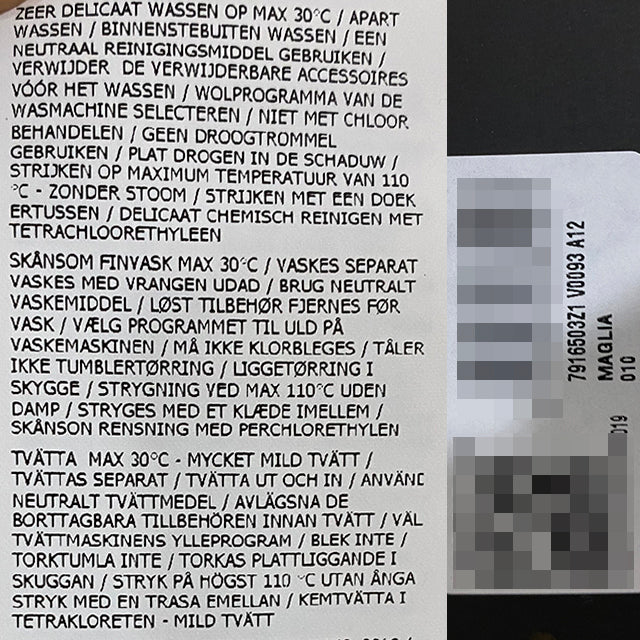 ZEER DELICAAT WASSEN OP MAX 30°C / APART
WASSEN / BINNENSTEBUITEN WASSEN / EEN
NEUTRAAL REINIGINGSMIDDEL GEBRUIKEN /
VERWIJDER DE VERWIJDERBARE ACCESSOIRES
VÓÓR HET WASSEN / WOLPROGRAMMA VAN DE
WASMACHINE SELECTEREN / NIET MET CHLOOR
BEHANDELEN / GEEN DROOGTROMMEL
GEBRUIKEN / PLAT DROGEN IN DE SCHADUW /
STRIJKEN OP MAXIMUM TEMPERATUUR VAN 110
°C - ZONDER STOOM / STRIJKEN MET EEN DOEK
ERTUSSEN / DELICAAT CHEMISCH REINIGEN MET
TETRACHLOORETHYLEEN
SKÅNSOM FINVASK MAX 30°C / VASKES SEPARAT
VASKES MED VRANGEN UDAD / BRUG NEUTRALT
VASKEMIDDEL / LØST TILBEHØR FJERNES FØR
VASK / VÆLG PROGRAMMET TIL ULD PÅ
VASKEMASKINEN / MÅ IKKE KLORBLEGES / TÅLER
IKKE TUMBLERTØRRING / LIGGETØRRING I
SKYGGE / STRYGNING VED MAX 110°C UDEN
DAMP / STRYGES MED ET KLÆDE IMELLEM /
SKÅNSON RENSNING MED PERCHLORETHYLEN
TVÄTTA MAX 30°C - MYCKET MILD TVÄTT /
TVÄTTAS SEPARAT / TVÄTTA UT OCH IN / ANVÄND
NEUTRALT TVÄTTMEDEL / AVLÄGSNA DE
BORTTAGBARA TILLBEHÖREN INNAN TVÄTT / VÄL
TVÄTTMASKINENS YLLEPROGRAM / BLEK INTE /
TORKTUMLA INTE / TORKAS PLATTLIGGANDE I
SKUGGAN / STRYK PÅ HÖGST 110 °C UTAN ÅNGA
STRYK MED EN TRASA EMELLAN / KEMTVÄTTA I
TETRAKLORETEN - MILD TVÄTT
7916503Z1 V0093 A12
MAGLIA
010
019